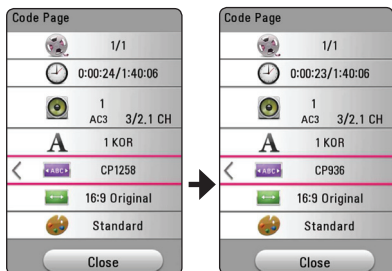 Code Page
1/1
0:00:24/1:40:06
1
AC3 3/2.1 CH
A 1 KOR
ABC CP1258
16:9 Original
Standard
Close
Code Page
1/1
0:00:23/1:40:06
1
AC3 3/2.1 CH
A 1 KOR
ABC CP936
16:9 Original
Standard
Close